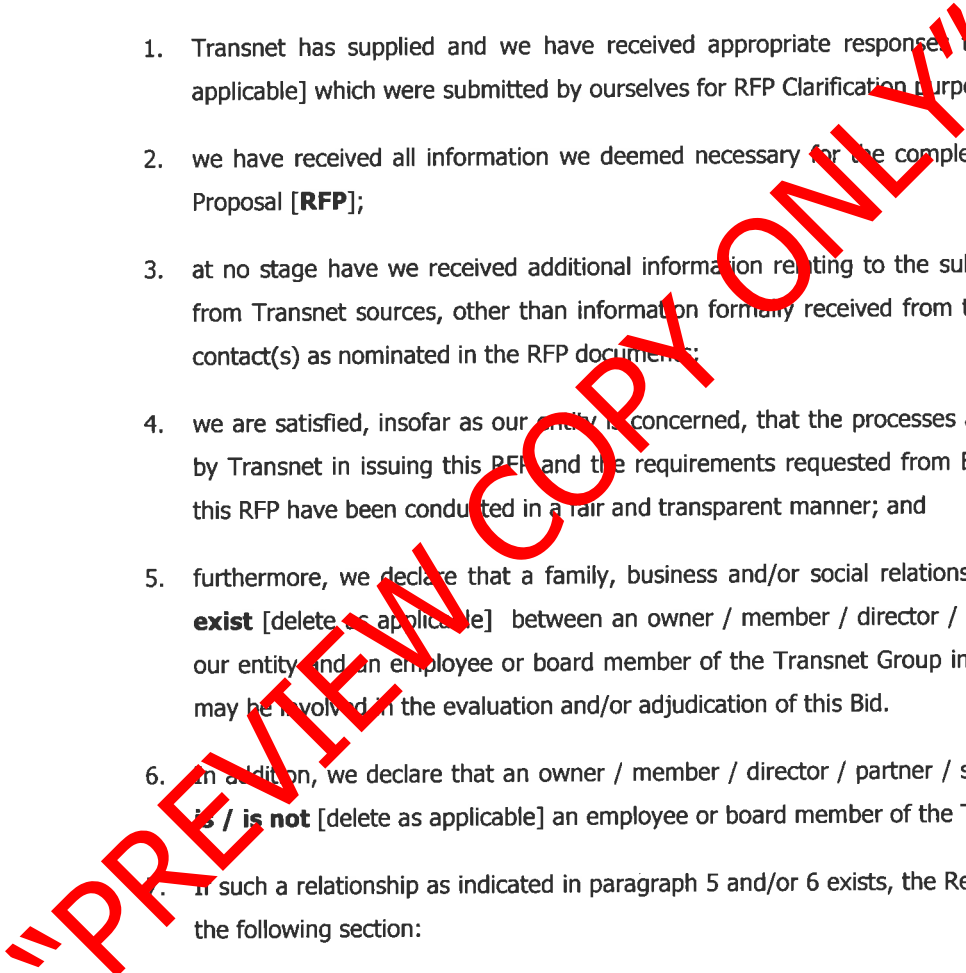 1. Transnet has supplied and we have received appropriate responses
applicable] which were submitted by ourselves for RFP Clarification purp
2. we have received all information we deemed necessary for the comple
Proposal [RFP];
3. at no stage have we received additional information relating to the su
from Transnet sources, other than information formally received from
contact(s) as nominated in the RFP documents;
4. we are satisfied, insofar as our entity is concerned, that the processes
by Transnet in issuing this RFP and the requirements requested from
this RFP have been conducted in a fair and transparent manner; and
5. furthermore, we declare that a family, business and/or social relations
exist [delete as applicable] between an owner / member / director /
our entity and an employee or board member of the Transnet Group in
may be involved in the evaluation and/or adjudication of this Bid.
6. In addition, we declare that an owner / member / director / partner / s
is / is not [delete as applicable] an employee or board member of the
7. If such a relationship as indicated in paragraph 5 and/or 6 exists, the Re
the following section:
"PREVIEW COPY ONLY"